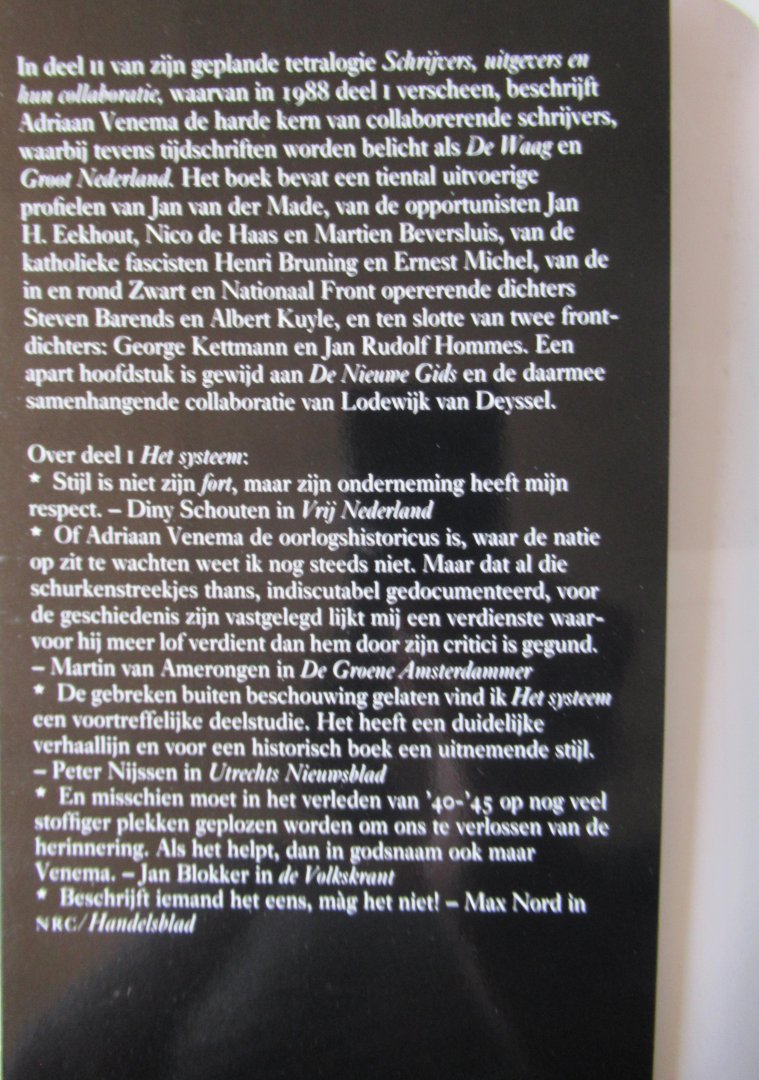 In deel II van zijn geplande tetralogie Schrijvers, uitgevers en
hun collaboratie, waarvan in 1988 deel I verscheen, beschrijft
Adriaan Venema de harde kern van collaborerende schrijvers,
waarbij tevens tijdschriften worden belicht als De Waag en
Groot Nederland. Het boek bevat een tiental uitvoerige
profielen van Jan van der Made, van de opportunisten Jan
H. Eekhout, Nico de Haas en Martien Beversluis, van de
katholieke fascisten Henri Bruning en Ernest Michel, van de
in en rond Zwart en Nationaal Front opererende dichters
Steven Barends en Albert Kuyle, en ten slotte van twee front-
dichters: George Kettmann en Jan Rudolf Hommes. Een
apart hoofdstuk is gewijd aan De Nieuwe Gids en de daarmee
samenhangende collaboratie van Lodewijk van Deyssel.
Over deel I Het systeem:
* Stijl is niet zijn fort, maar zijn onderneming heeft mijn
respect. – Diny Schouten in Vrij Nederland
* Of Adriaan Venema de oorlogshistoricus is, waar de natie
op zit te wachten weet ik nog steeds niet. Maar dat al die
schurkenstreekjes thans, indiscutabel gedocumenteerd, voor
de geschiedenis zijn vastgelegd lijkt mij een verdienste waar-
voor hij meer lof verdient dan hem door zijn critici is gegund.
– Martin van Amerongen in De Groene Amsterdammer
* De gebreken buiten beschouwing gelaten vind ik Het systeem
een voortreffelijke deelstudie. Het heeft een duidelijke
verhaallijn en voor een historisch boek een uitnemende stijl.
– Peter Nijssen in Utrechts Nieuwsblad
* En misschien moet in het verleden van '40-'45 op nog veel
stoffiger plekken geplozen worden om ons te verlossen van de
herinnering. Als het helpt, dan in godsnaam ook maar
Venema. – Jan Blokker in de Volkskrant
* Beschrijft iemand het eens, màg het niet! – Max Nord in
NRC/Handelsblad